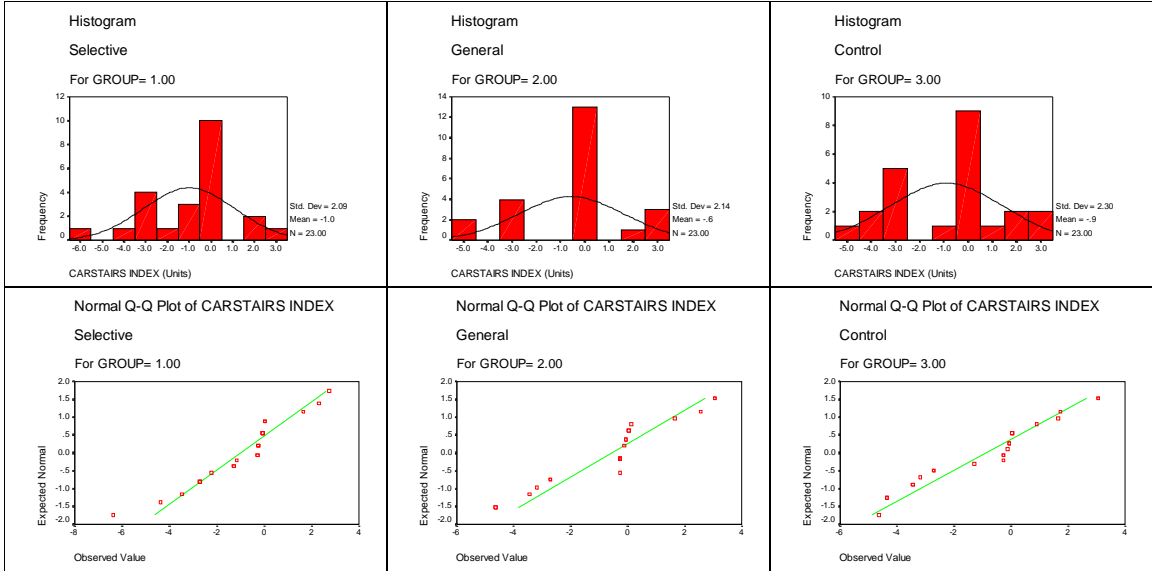 Histogram
Selective
For GROUP= 1.00
12
10
8
6
4
2
0
Frequency
-6.0 -5.0 -4.0 -3.0 -2.0 -1.0 0.0 1.0 2.0 3.0
Std. Dev = 2.09
Mean = -1.0
N = 23.00
CARSTAIRS INDEX (Units)
Histogram
General
For GROUP= 2.00
14
12
10
8
6
4
2
0
Frequency
-5.0 -4.0 -3.0 -2.0 -1.0 0.0 1.0 2.0 3.0
Std. Dev = 2.14
Mean = -.6
N = 23.00
CARSTAIRS INDEX (Units)
Histogram
Control
For GROUP= 3.00
10
8
6
4
2
0
Frequency
-5.0 -4.0 -3.0 -2.0 -1.0 0.0 1.0 2.0 3.0
Std. Dev = 2.30
Mean = -.9
N = 23.00
CARSTAIRS INDEX (Units)
Normal Q-Q Plot of CARSTAIRS INDEX
Selective
For GROUP= 1.00
2.0
1.5
1.0
.5
0.0
-.5
-1.0
-1.5
-2.0
Expected Normal
-8 -6 -4 -2 0 2 4
Observed Value
Normal Q-Q Plot of CARSTAIRS INDEX
General
For GROUP= 2.00
2.0
1.5
1.0
.5
0.0
-.5
-1.0
-1.5
-2.0
Expected Normal
-6 -4 -2 0 2 4
Observed Value
Normal Q-Q Plot of CARSTAIRS INDEX
Control
For GROUP= 3.00
2.0
1.5
1.0
.5
0.0
-.5
-1.0
-1.5
-2.0
Expected Normal
-6 -4 -2 0 2 4
Observed Value